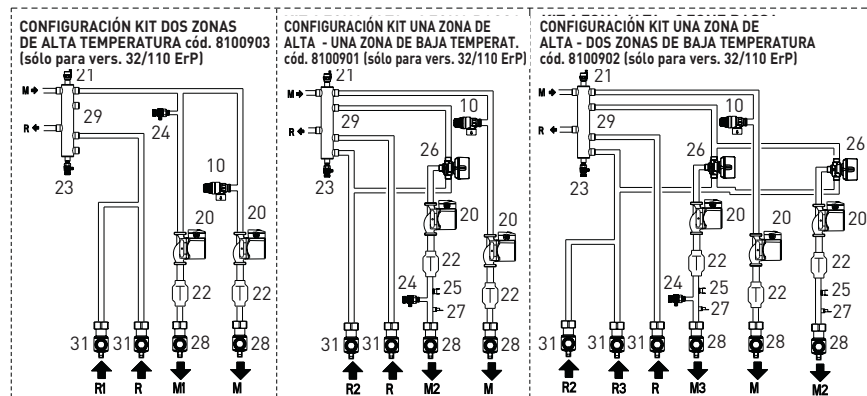 CONFIGURACIÓN KIT DOS ZONAS
DE ALTA TEMPERATURA cód. 8100903
(sólo para vers. 32/110 ErP)
21
M
29
24
R
10
23
20
20
22
22
31
31
28
28
R1
R
M1
M
CONFIGURACIÓN KIT UNA ZONA DE
ALTA - UNA ZONA DE BAJA TEMPERAT.
cód. 8100901 (sólo para vers. 32/110 ErP)
21
M
10
29
R
26
23
20
20
22
24
25
22
27
31
31
28
28
R2
R
M2
M
CONFIGURACIÓN KIT UNA ZONA DE
ALTA - DOS ZONAS DE BAJA TEMPERATURA
cód. 8100902 (sólo para vers. 32/110 ErP)
21
M
10
29
R
26
26
23
20
20
20
22
22
24
25
22
25
27
27
31
31
31
28
28
28
R2
R3
R
M3
M
M2